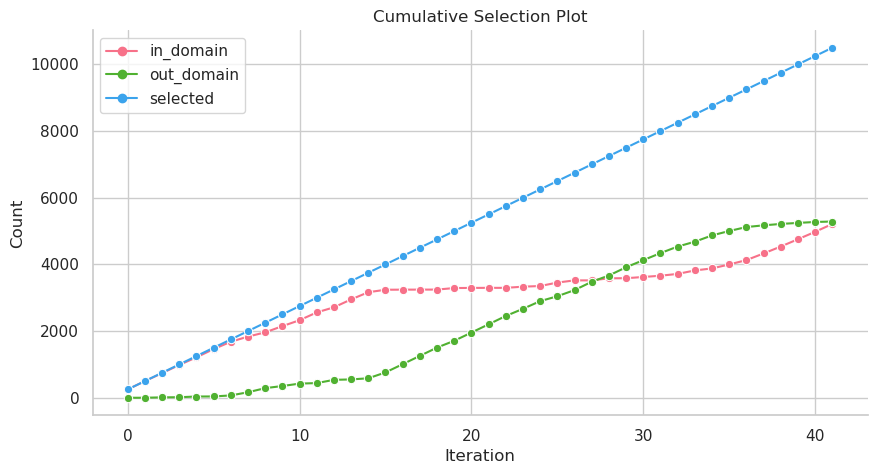 Cumulative Selection Plot
in_domain
out_domain
selected
10000
8000
6000
4000
2000
0
Count
0 10 20 30 40
Iteration